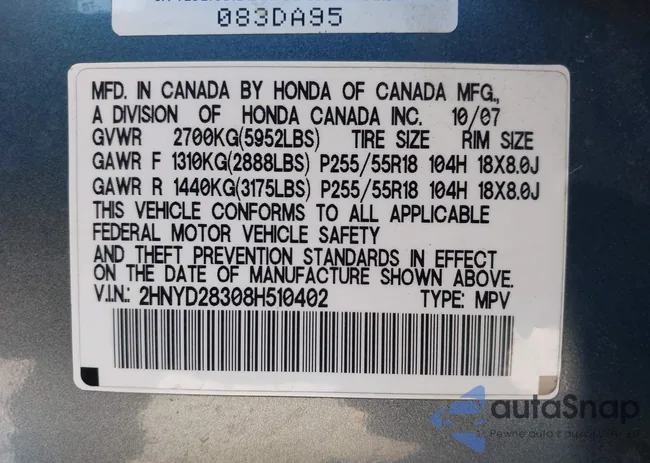 083DA95
MFD. IN CANADA BY HONDA OF CANADA MFG.,
A DIVISION OF HONDA CANADA INC. 10/07
GVWR 2700KG(5952LBS) TIRE SIZE RIM SIZE
GAWR F 1310KG(2888LBS) P255/55R18 104H 18X8.0J
GAWR R 1440KG(3175LBS) P255/55R18 104H 18X8.0J
THIS VEHICLE CONFORMS TO ALL APPLICABLE
FEDERAL MOTOR VEHICLE SAFETY
AND THEFT PREVENTION STANDARDS IN EFFECT
ON THE DATE OF MANUFACTURE SHOWN ABOVE.
V.I.N.: 2HNYD28308H510402 TYPE: MPV
autaSnap
Pewne auta z